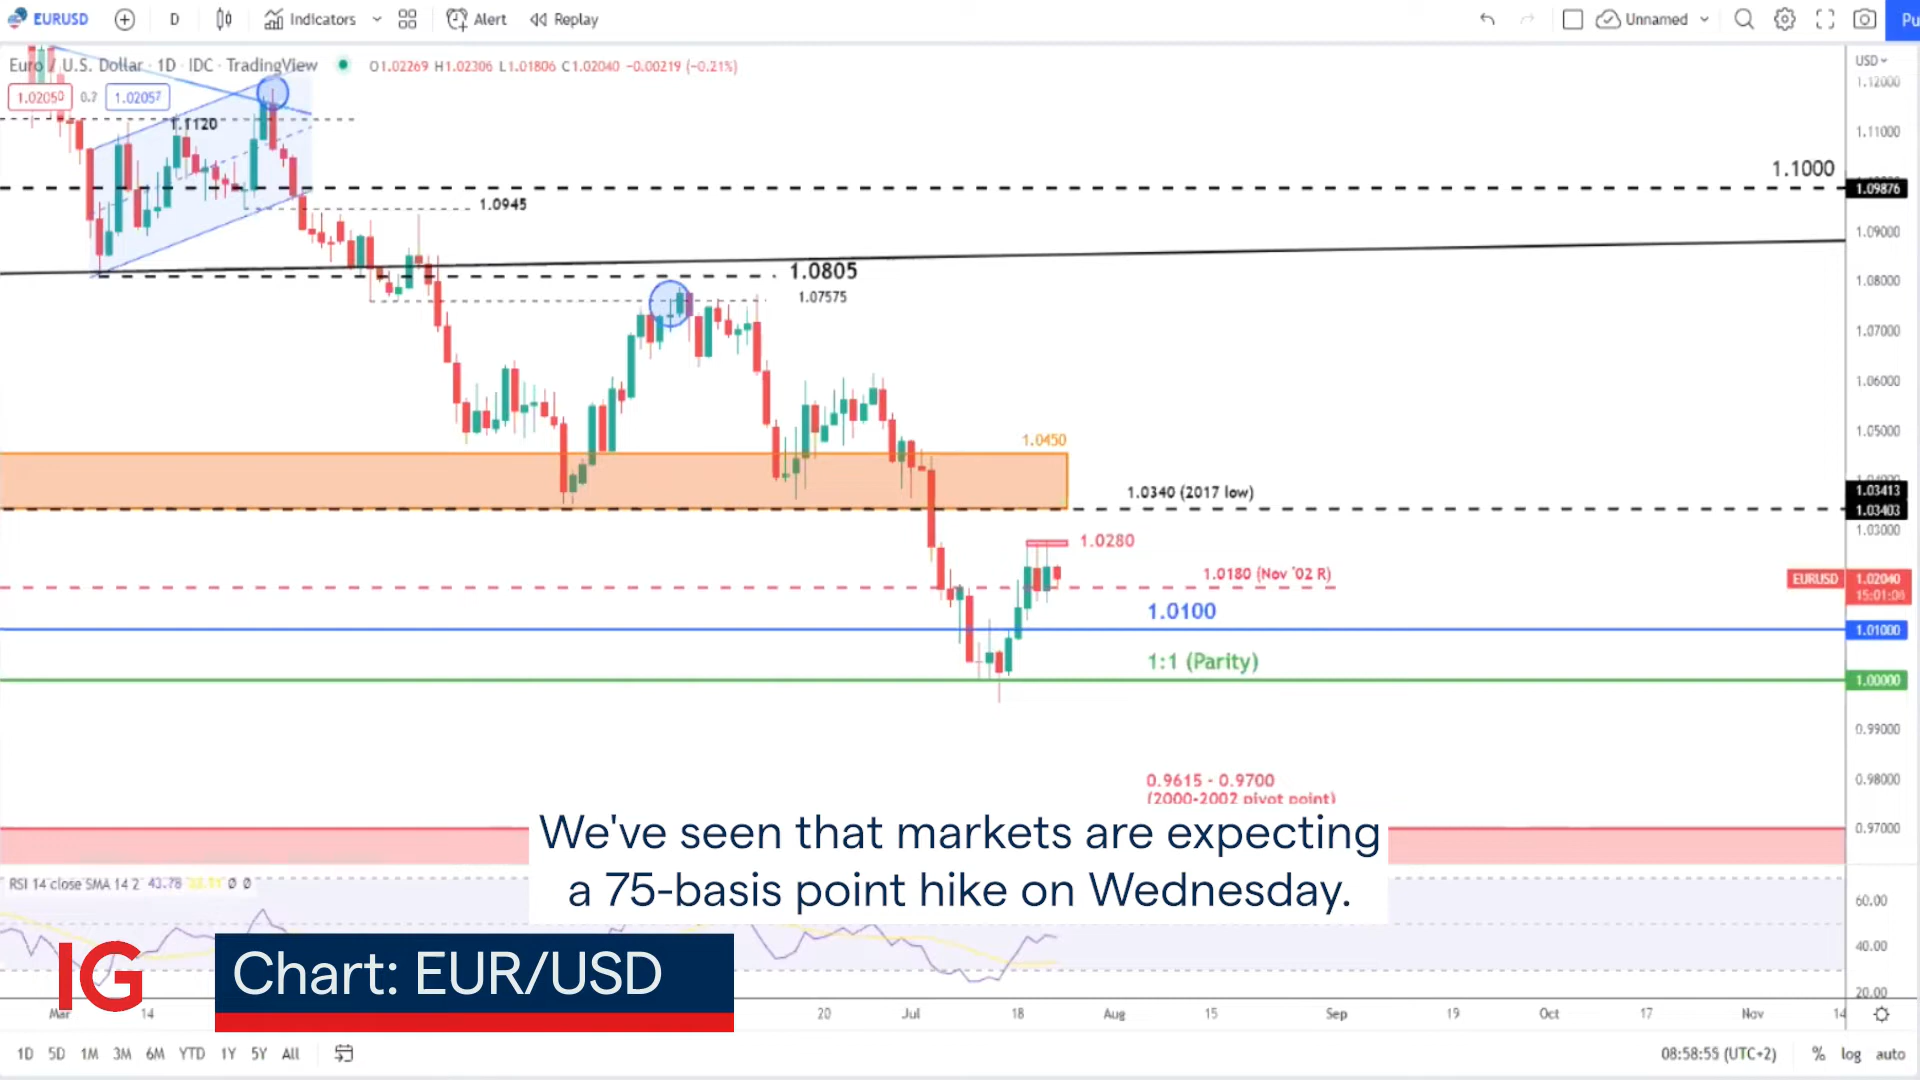 EURUSD D Indicators Alert Replay Unnamed Pu
Euro / U.S. Dollar · 1D · IDC · TradingView O1.02269 H1.02306 L1.01806 C1.02040 −0.00219 (−0.21%)
1.02050 0.7 1.02057
USD
1.12000
1.1120
1.11000
1.1000
1.09876
1.0945
1.09000
1.0805
1.08000
1.07575
1.07000
1.06000
1.05000
1.0450
1.0340 (2017 low)
1.03413
1.03403
1.03000
1.0280
1.0180 (Nov '02 R)
EURUSD 1.02040
15:01:06
1.0100
1.01000
1:1 (Parity)
1.00000
0.99000
0.98000
0.9615 - 0.9700
(2000-2002 pivot point)
0.97000
We've seen that markets are expecting
a 75-basis point hike on Wednesday.
RSI 14 close SMA 14 2 43.78 0 0
60.00
40.00
20.00
IG
Chart: EUR/USD
Mar 14 20 Jul 18 Aug 15 Sep 19 Oct 17 Nov 14
1D 5D 1M 3M 6M YTD 1Y 5Y All
08:58:55 (UTC+2) % log auto